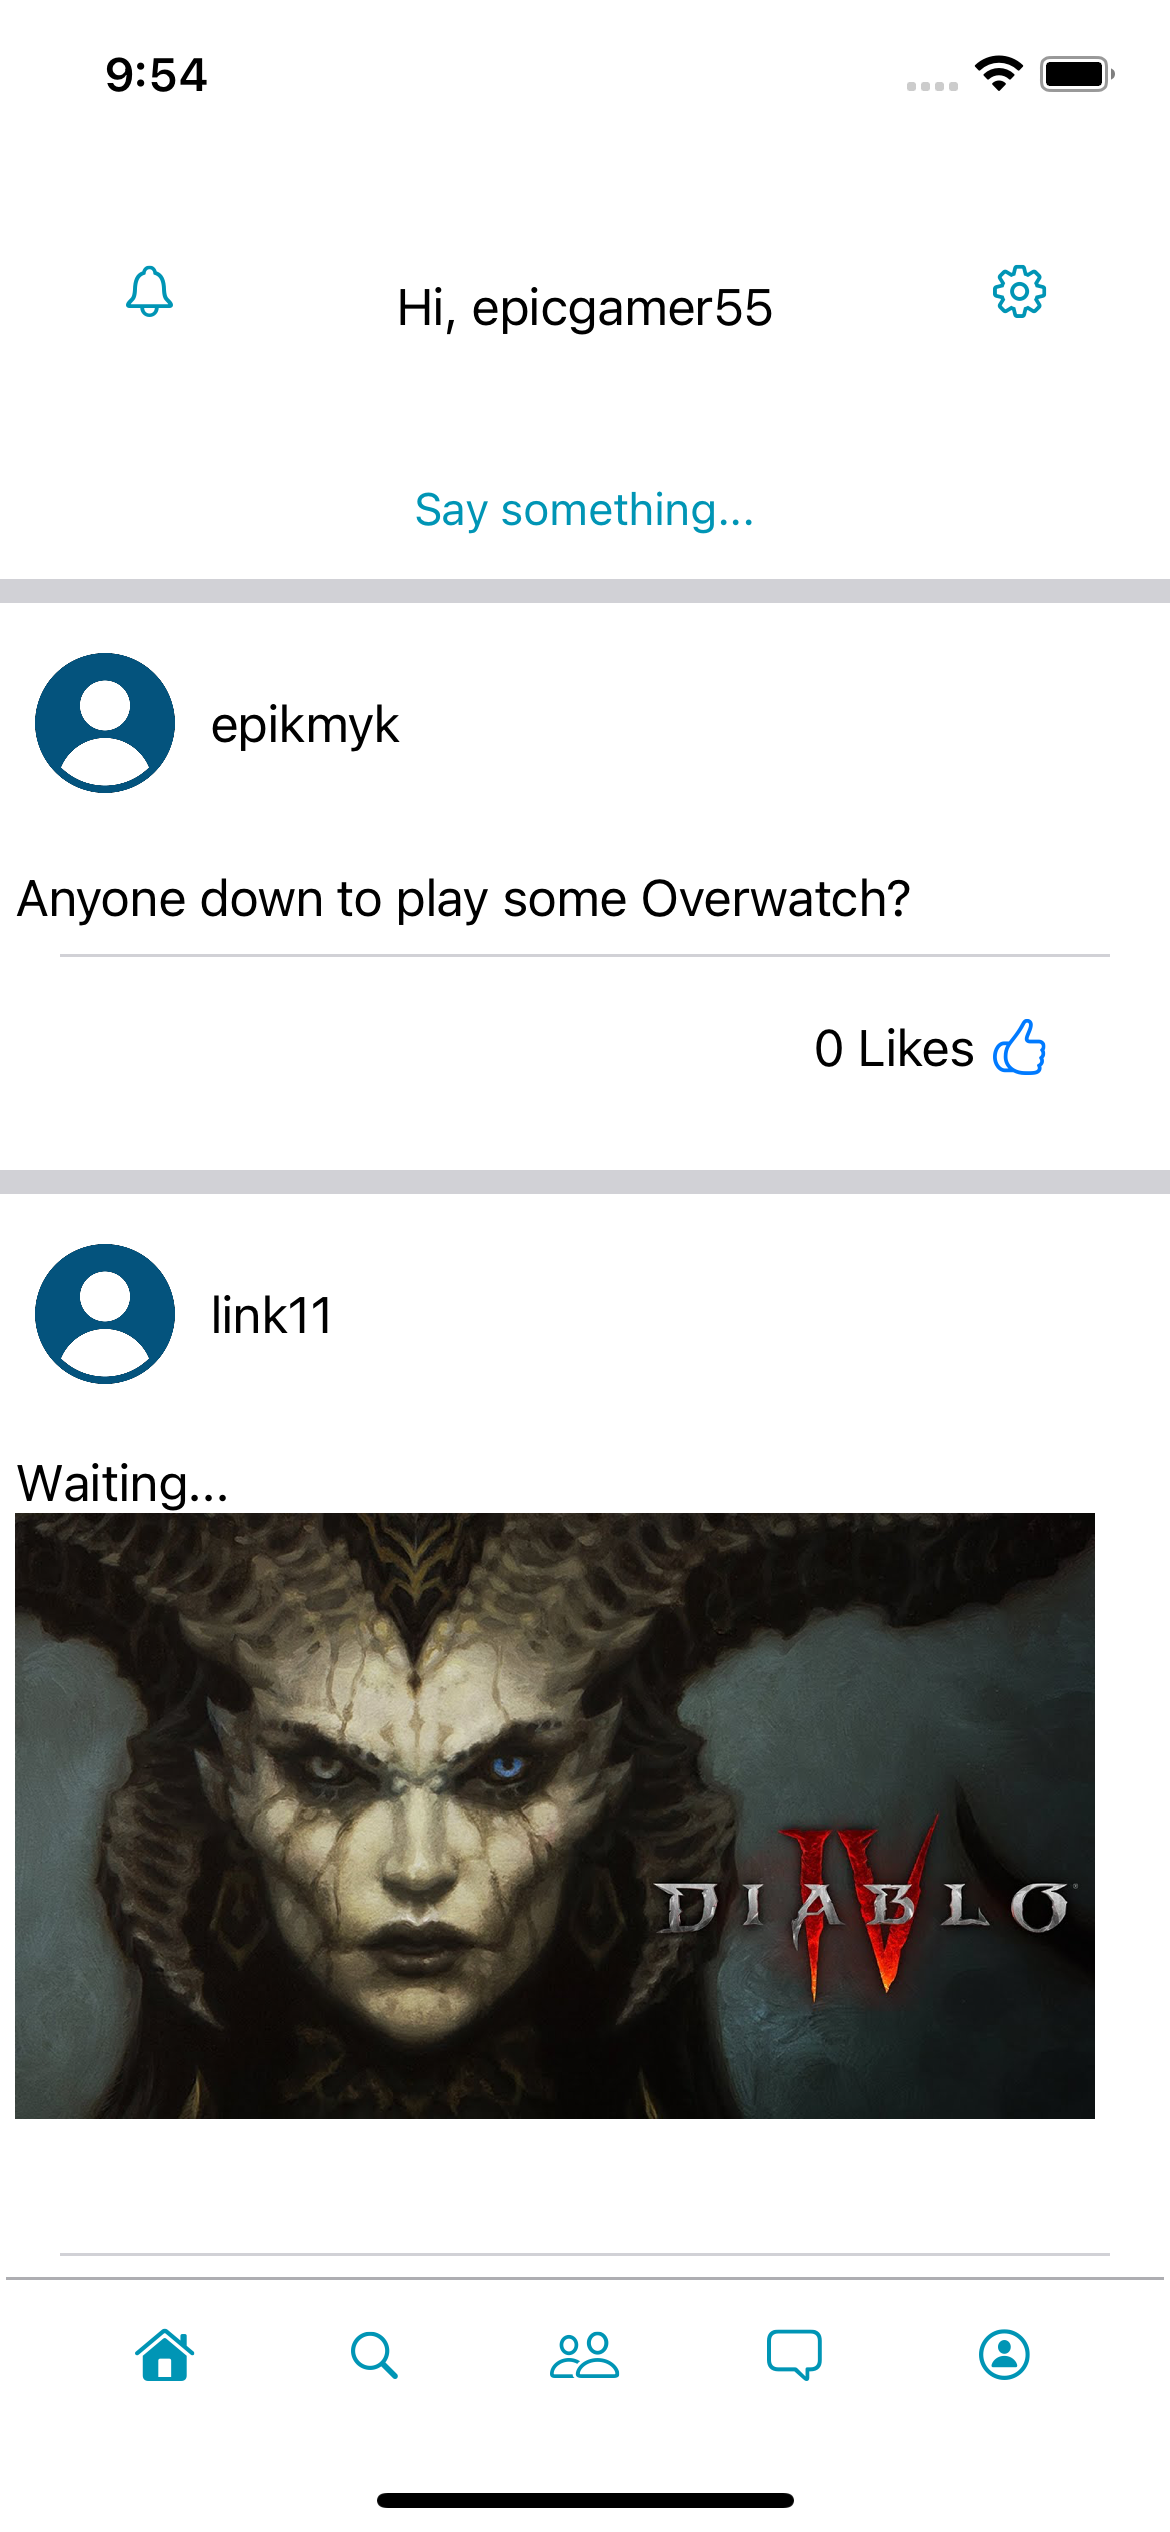 9:54
Hi, epicgamer55
Say something...
epikmyk
Anyone down to play some Overwatch?
0 Likes
link11
Waiting...
DIABLO
IV